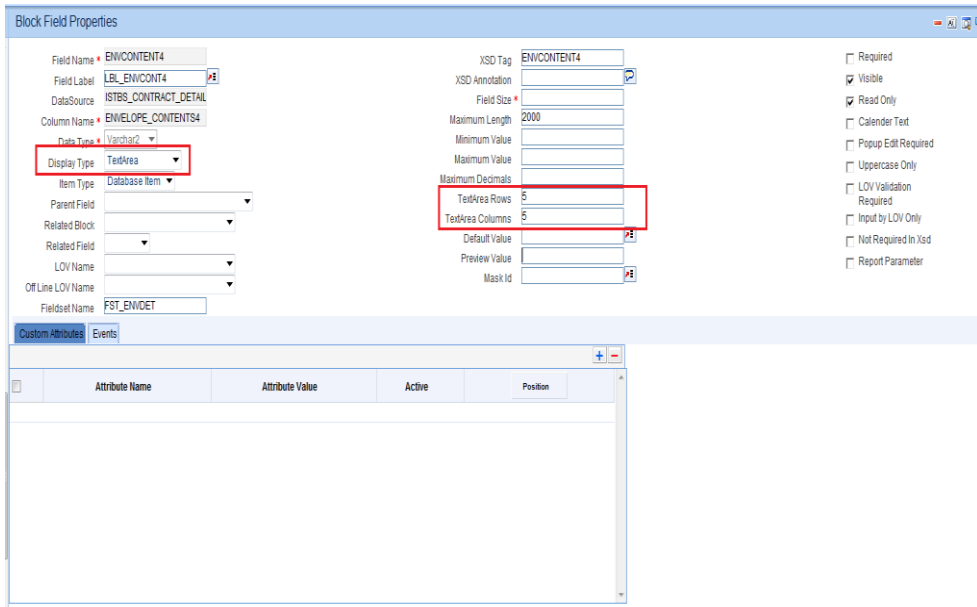 Block Field Properties
Field Name * ENVCONTENT4
Field Label LBL_ENVCONT4
DataSource ISTBS_CONTRACT_DETAIL
Column Name * ENVELOPE_CONTENTS4
Data Type * Varchar2
Display Type TextArea
Item Type Database Item
Parent Field
Related Block
Related Field
LOV Name
Off Line LOV Name
Fieldset Name FST_ENVDET
XSD Tag ENVCONTENT4
XSD Annotation
Field Size *
Maximum Length 2000
Minimum Value
Maximum Value
Maximum Decimals
TextArea Rows 5
TextArea Columns 5
Default Value
Preview Value
Mask Id
Required
Visible
Read Only
Calender Text
Popup Edit Required
Uppercase Only
LOV Validation
Required
Input by LOV Only
Not Required In Xsd
Report Parameter
Custom Attributes Events
Attribute Name Attribute Value Active Position